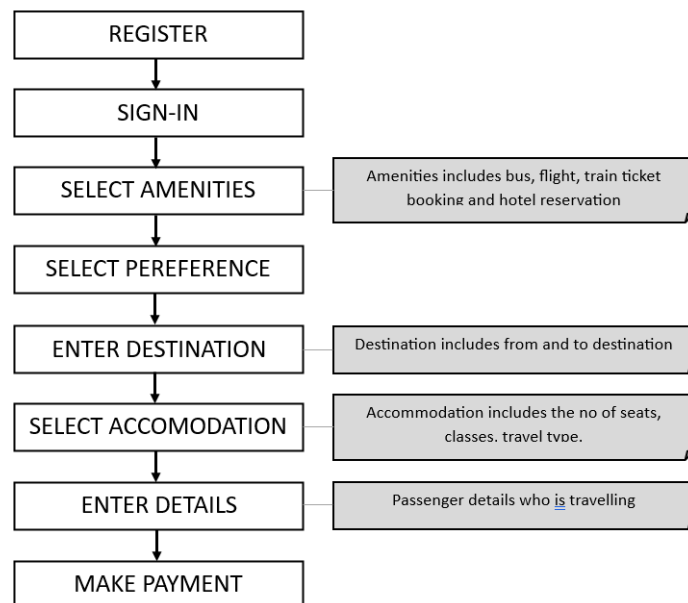 REGISTER
SIGN-IN
SELECT AMENITIES
Amenities includes bus, flight, train ticket
booking and hotel reservation
SELECT PEREFERENCE
ENTER DESTINATION
Destination includes from and to destination
SELECT ACCOMODATION
Accommodation includes the no of seats,
classes, travel type.
ENTER DETAILS
Passenger details who is travelling
MAKE PAYMENT